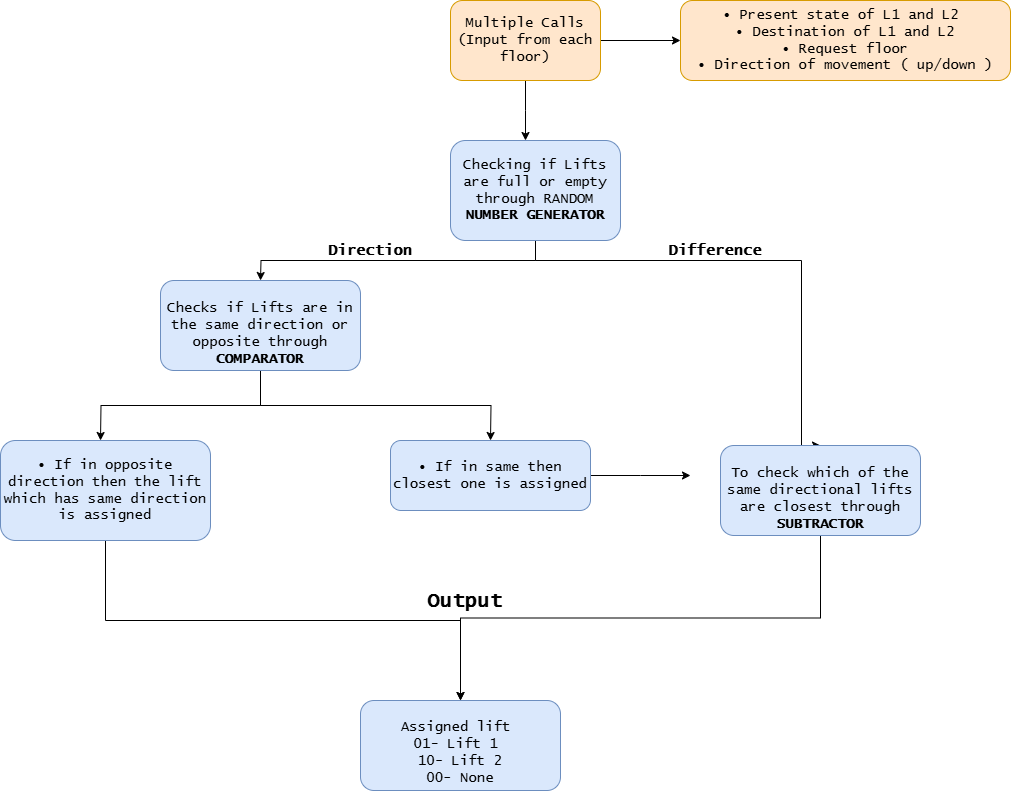 Multiple Calls
(Input from each
floor)
• Present state of L1 and L2
• Destination of L1 and L2
• Request floor
• Direction of movement ( up/down )
Checking if Lifts
are full or empty
through RANDOM
NUMBER GENERATOR
Direction
Difference
Checks if Lifts are in
the same direction or
opposite through
COMPARATOR
• If in opposite
direction then the lift
which has same direction
is assigned
• If in same then
closest one is assigned
To check which of the
same directional lifts
are closest through
SUBTRACTOR
Output
Assigned lift
01- Lift 1
10- Lift 2
00- None